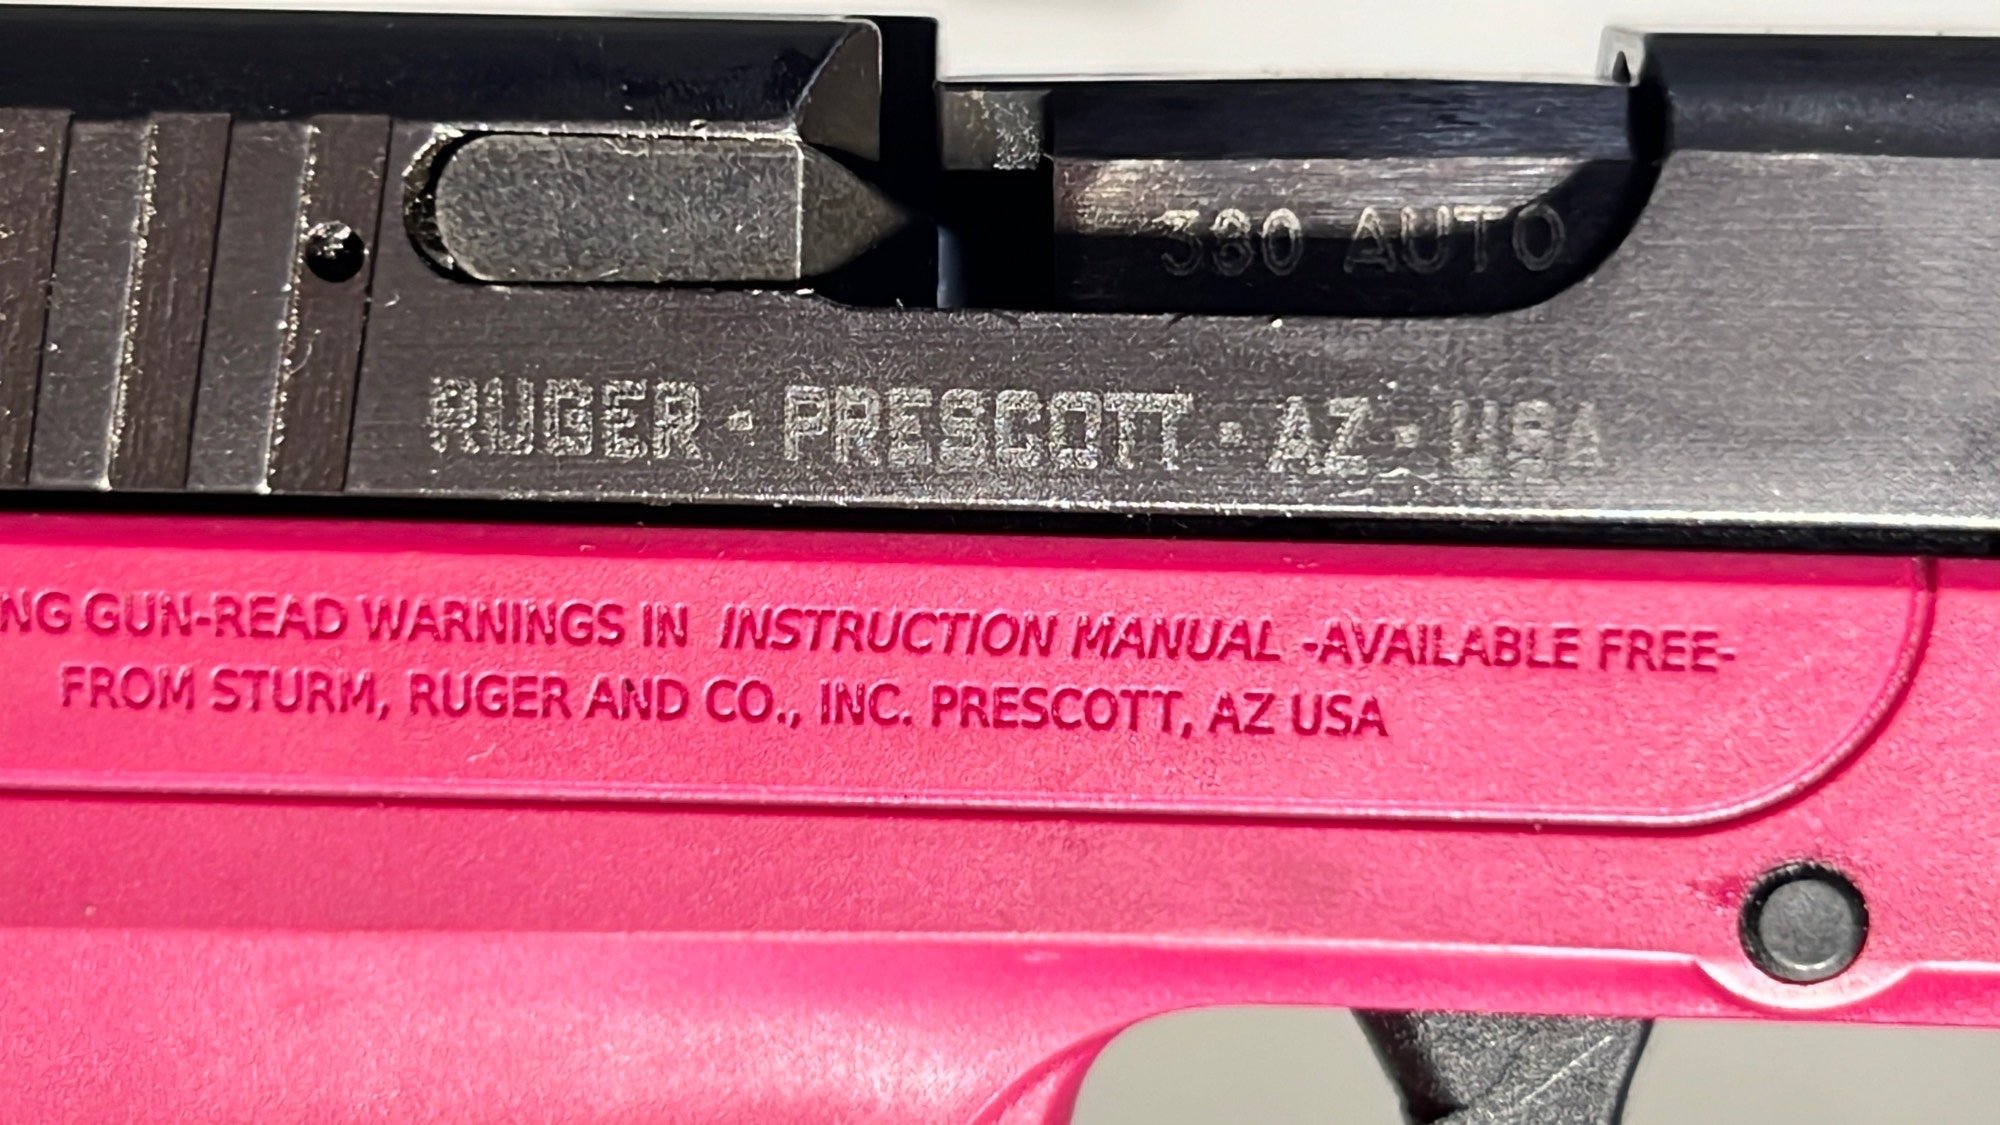 380 AUTO
RUGER · PRESCOTT · AZ · USA
NG GUN-READ WARNINGS IN INSTRUCTION MANUAL -AVAILABLE FREE-
FROM STURM, RUGER AND CO., INC. PRESCOTT, AZ USA